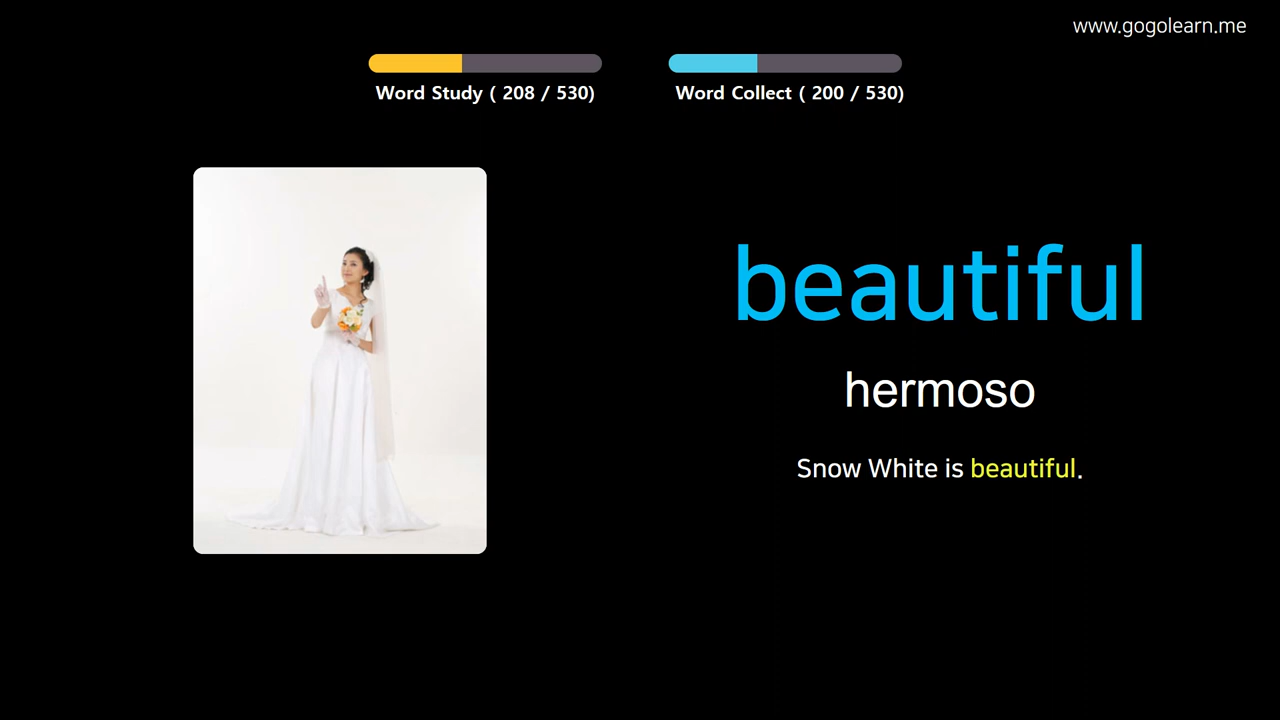 www.gogolearn.me
Word Study ( 208 / 530)
Word Collect ( 200 / 530)
beautiful
hermoso
Snow White is beautiful.